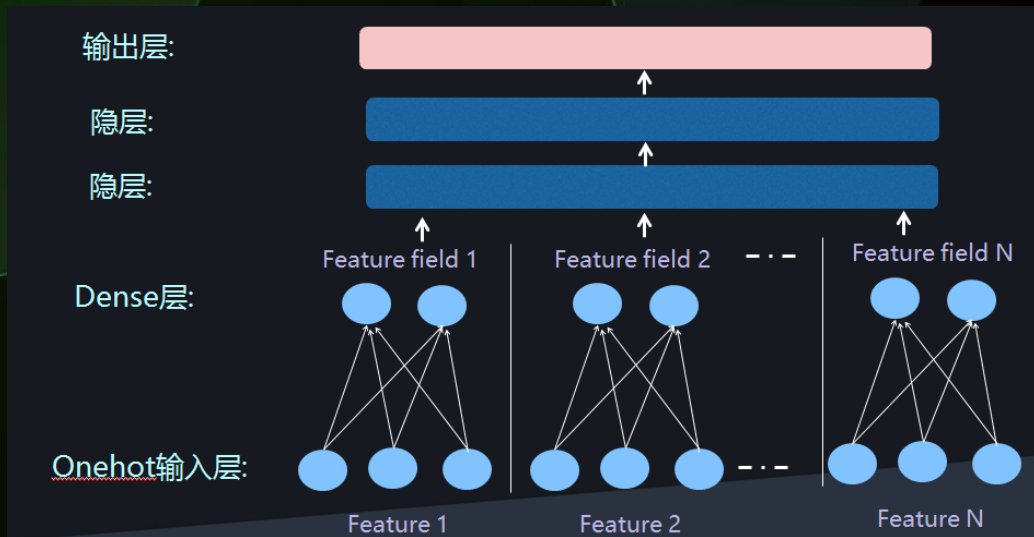 输出层:
隐层:
隐层:
Feature field 1
Feature field 2
Feature field N
Dense层:
Onehot输入层:
Feature 1
Feature 2
Feature N